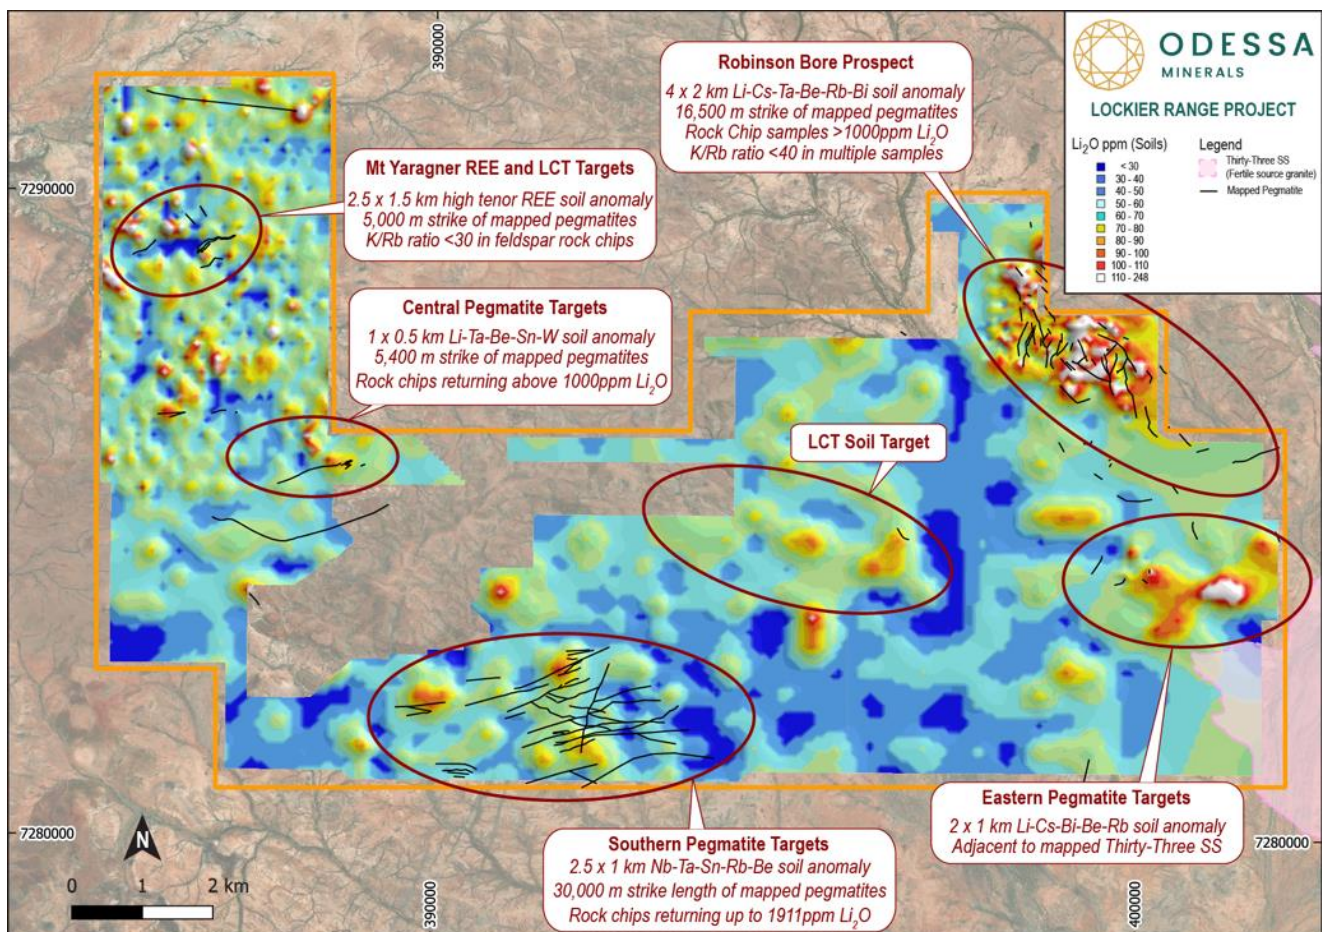 390000
7290000
Robinson Bore Prospect
4 x 2 km Li-Cs-Ta-Be-Rb-Bi soil anomaly
16,500 m strike of mapped pegmatites
Rock Chip samples >1000ppm Li₂O
K/Rb ratio <40 in multiple samples
ODESSA
MINERALS
LOCKIER RANGE PROJECT
Li₂O ppm (Soils)
< 30
30 - 40
40 - 50
50 - 60
60 - 70
70 - 80
80 - 90
90 - 100
100 - 110
110 - 248
Legend
Thirty-Three SS
(Fertile source granite)
Mapped Pegmatite
Mt Yaragner REE and LCT Targets
2.5 x 1.5 km high tenor REE soil anomaly
5,000 m strike of mapped pegmatites
K/Rb ratio <30 in feldspar rock chips
Central Pegmatite Targets
1 x 0.5 km Li-Ta-Be-Sn-W soil anomaly
5,400 m strike of mapped pegmatites
Rock chips returning above 1000ppm Li₂O
LCT Soil Target
Eastern Pegmatite Targets
2 x 1 km Li-Cs-Bi-Be-Rb soil anomaly
Adjacent to mapped Thirty-Three SS
Southern Pegmatite Targets
2.5 x 1 km Nb-Ta-Sn-Rb-Be soil anomaly
30,000 m strike length of mapped pegmatites
Rock chips returning up to 1911ppm Li₂O
7280000
N
0 1 2 km
390000
400000
7280000